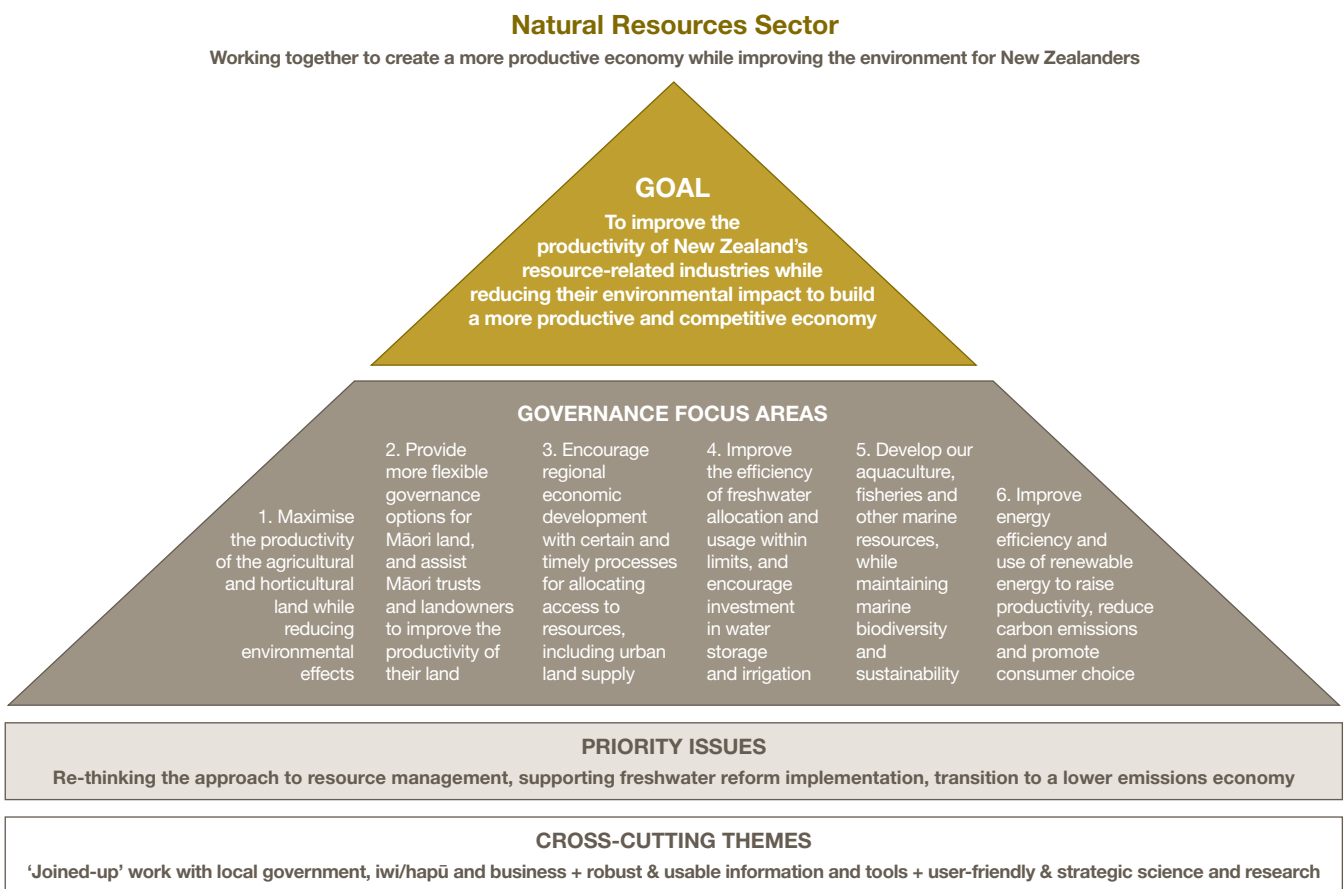 Natural Resources Sector
Working together to create a more productive economy while improving the environment for New Zealanders
GOAL
To improve the
productivity of New Zealand's
resource-related industries while
reducing their environmental impact to build
a more productive and competitive economy
GOVERNANCE FOCUS AREAS
1. Maximise
the productivity
of the agricultural
and horticultural
land while
reducing
environmental
effects
2. Provide
more flexible
governance
options for
Māori land,
and assist
Māori trusts
and landowners
to improve the
productivity of
their land
3. Encourage
regional
economic
development
with certain and
timely processes
for allocating
access to
resources,
including urban
land supply
4. Improve
the efficiency
of freshwater
allocation and
usage within
limits, and
encourage
investment
in water
storage
and irrigation
5. Develop our
aquaculture,
fisheries and
other marine
resources,
while
maintaining
marine
biodiversity
and
sustainability
6. Improve
energy
efficiency and
use of renewable
energy to raise
productivity, reduce
carbon emissions
and promote
consumer choice
PRIORITY ISSUES
Re-thinking the approach to resource management, supporting freshwater reform implementation, transition to a lower emissions economy
CROSS-CUTTING THEMES
'Joined-up' work with local government, iwi/hapū and business + robust & usable information and tools + user-friendly & strategic science and research